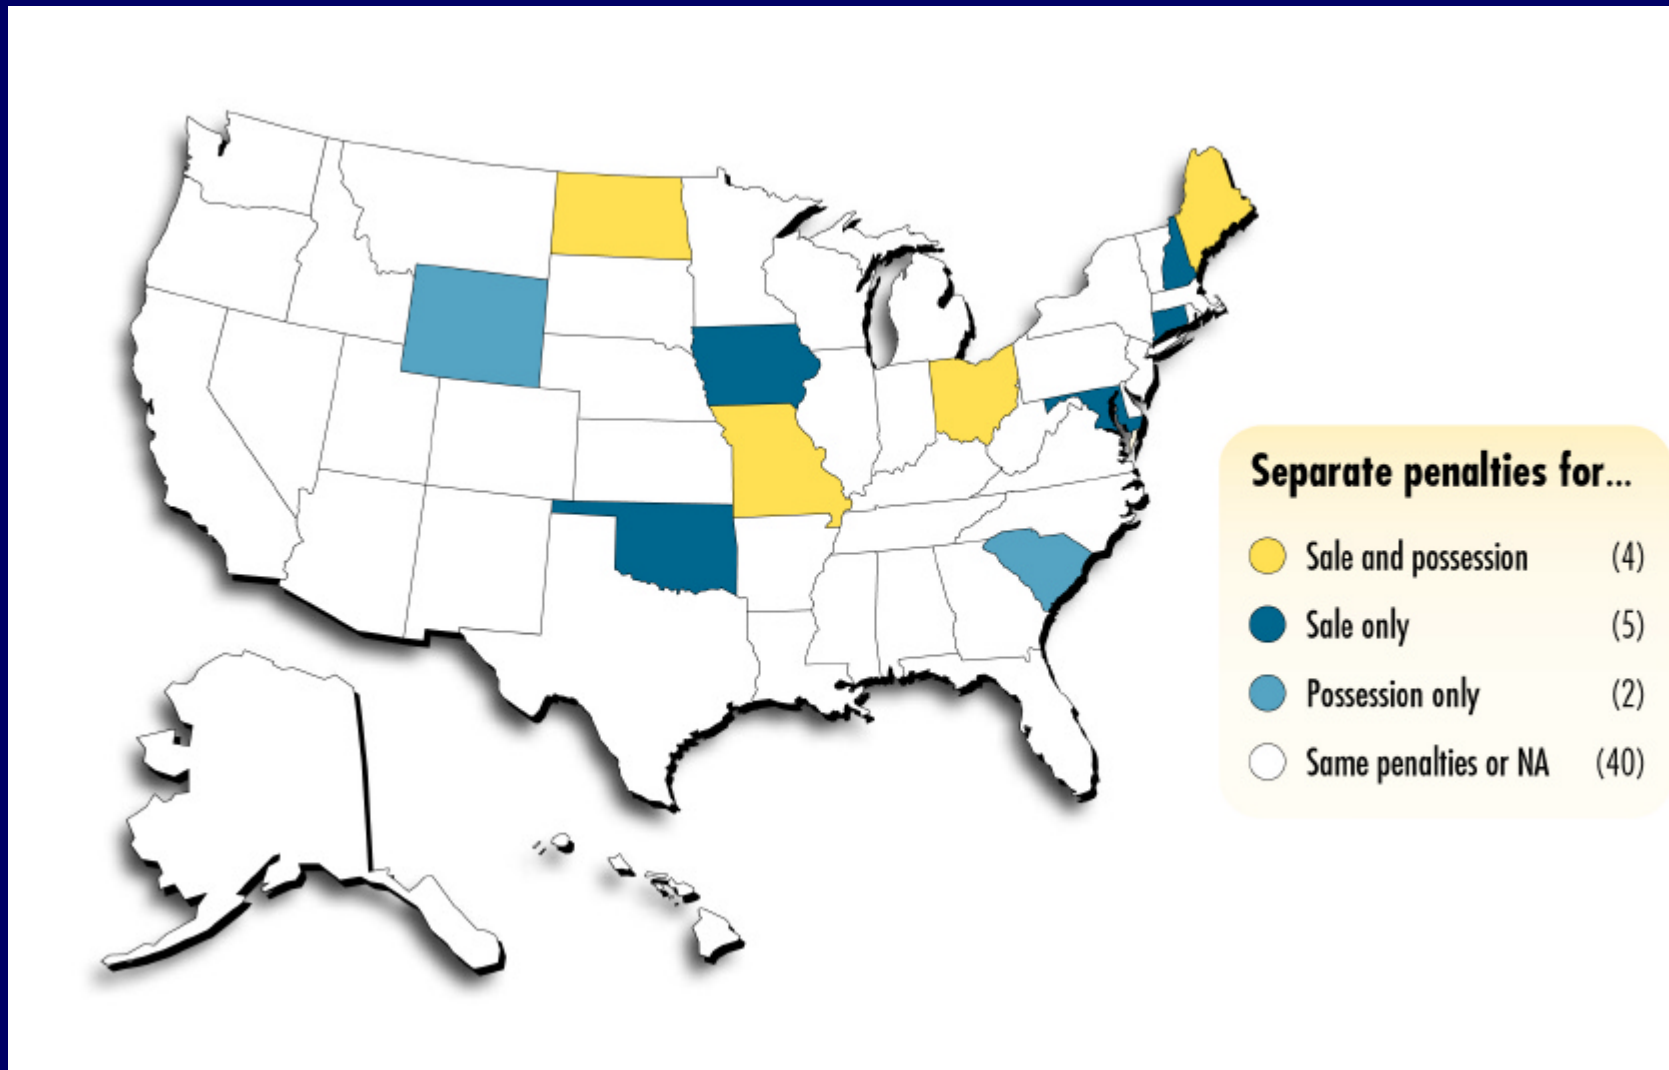 Separate penalties for...
Sale and possession (4)
Sale only (5)
Possession only (2)
Same penalties or NA (40)